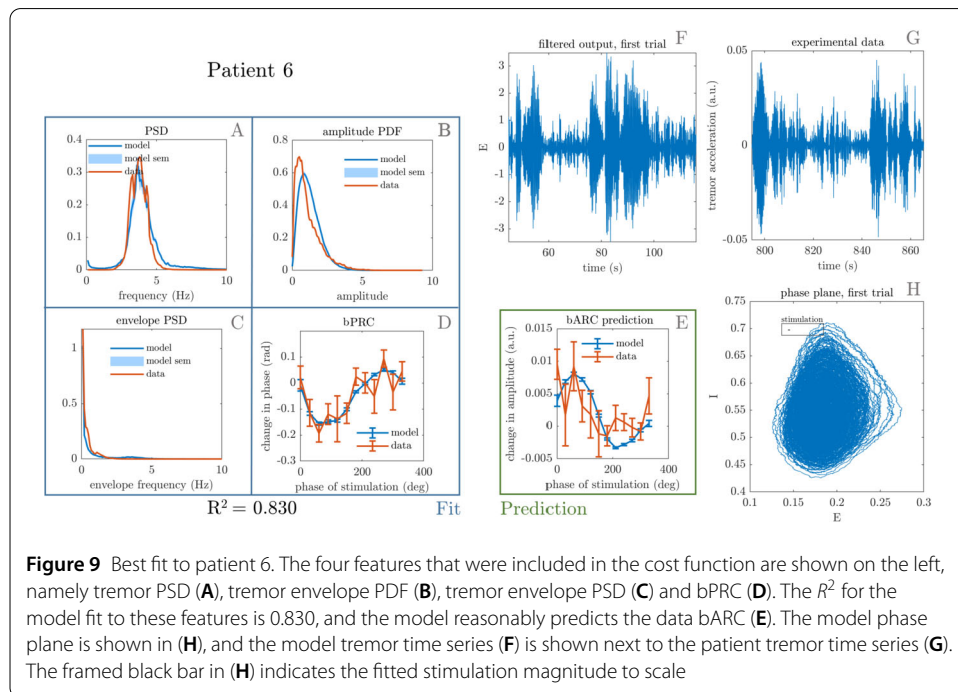 Patient 6
PSD
A
0.4
0.3
0.2
0.1
0
0
5
10
model
model sem
data
frequency (Hz)
amplitude PDF
B
0.8
0.6
0.4
0.2
0
0
5
10
model
model sem
data
amplitude
envelope PSD
C
1
0.5
0
0
5
10
model
model sem
data
envelope frequency (Hz)
bPRC
D
change in phase (rad)
0.1
0
-0.1
-0.2
-0.3
0
200
400
model
data
phase of stimulation (deg)
R² = 0.830
Fit
bARC prediction
E
change in amplitude (a.u.)
0.015
0.010
0.005
0
-0.005
0
200
400
model
data
phase of stimulation (deg)
Prediction
filtered output, first trial
F
E
3
2
1
0
-1
-2
-3
60
80
100
time (s)
experimental data
G
tremor acceleration (a.u.)
0.05
0
-0.05
800
820
840
860
time (s)
phase plane, first trial
H
stimulation
I
0.75
0.7
0.65
0.6
0.55
0.5
0.45
0.4
0.1
0.15
0.2
0.25
0.3
E
Figure 9 Best fit to patient 6. The four features that were included in the cost function are shown on the left,
namely tremor PSD (A), tremor envelope PDF (B), tremor envelope PSD (C) and bPRC (D). The R² for the
model fit to these features is 0.830, and the model reasonably predicts the data bARC (E). The model phase
plane is shown in (H), and the model tremor time series (F) is shown next to the patient tremor time series (G).
The framed black bar in (H) indicates the fitted stimulation magnitude to scale